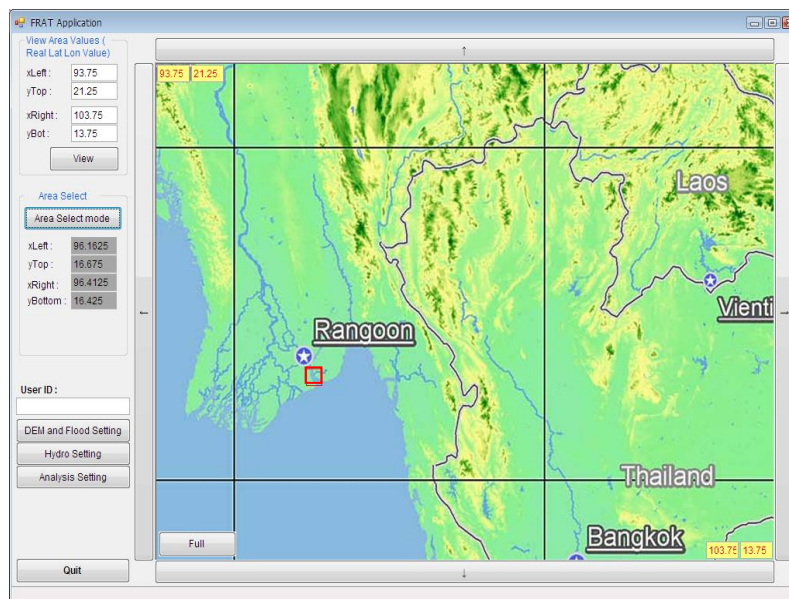 FRAT Application
View Area Values (
Real Lat Lon Value)
xLeft : 93.75
yTop : 21.25
xRight : 103.75
yBot : 13.75
View
Area Select
Area Select mode
xLeft : 96.1625
yTop : 16.675
xRight : 96.4125
yBottom : 16.425
User ID :
DEM and Flood Setting
Hydro Setting
Analysis Setting
Quit
↑
93.75 21.25
Laos
Vienti
←
→
Rangoon
Thailand
Bangkok
Full
103.75 13.75
↓